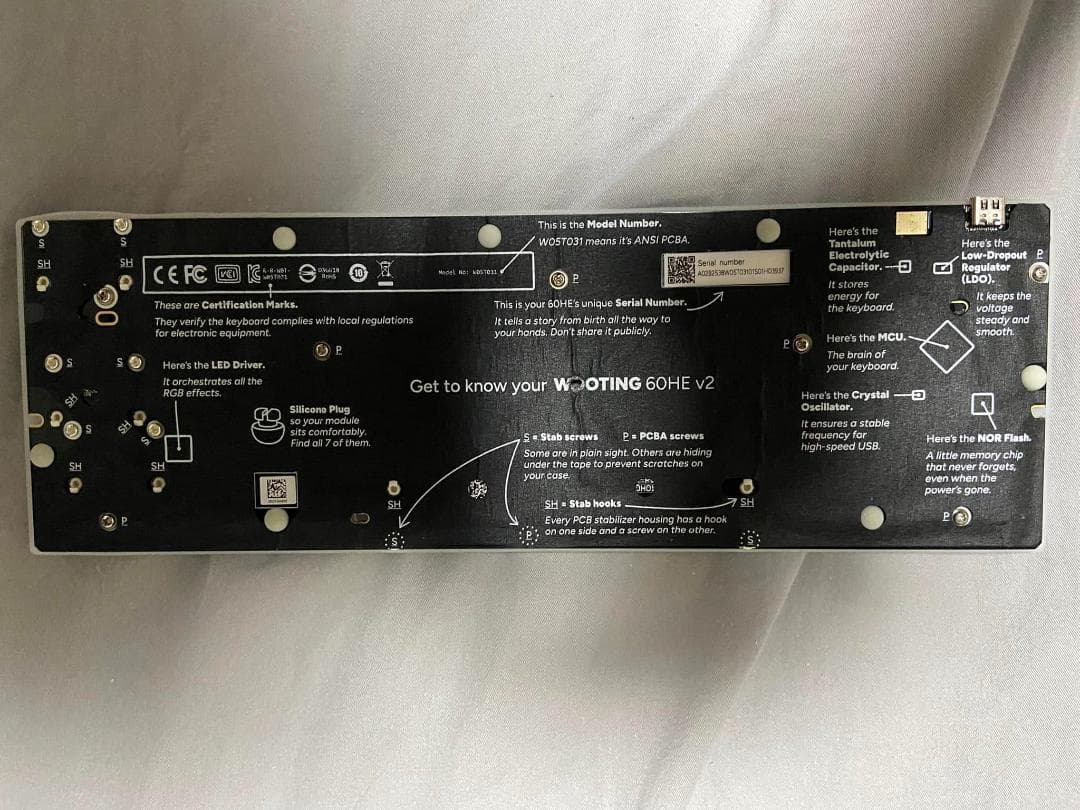 This is the Model Number.
W05T031 means it's ANSI PCBA.
Model No: W05T031
These are Certification Marks.
They verify the keyboard complies with local regulations
for electronic equipment.
Serial number
A02B253BW05T03101S01H03937
This is your 60HE's unique Serial Number.
It tells a story from birth all the way to
your hands. Don't share it publicly.
Here's the
Tantalum
Electrolytic
Capacitor.
It stores
energy for
the keyboard.
Here's the
Low-Dropout
Regulator
(LDO).
It keeps the
voltage
steady and
smooth.
Here's the MCU.
The brain of
your keyboard.
Here's the Crystal
Oscillator.
It ensures a stable
frequency for
high-speed USB.
Here's the NOR Flash.
A little memory chip
that never forgets,
even when the
power's gone.
Here's the LED Driver.
It orchestrates all the
RGB effects.
Silicone Plug
so your module
sits comfortably.
Find all 7 of them.
Get to know your WOOTING 60HE v2
S = Stab screws P = PCBA screws
Some are in plain sight. Others are hiding
under the tape to prevent scratches on
your case.
SH = Stab hooks
Every PCB stabilizer housing has a hook
on one side and a screw on the other.
S
S
SH
SH
P
P
P
P
S
S
SH
S
SH
S
SH
SH
SH
SH
P
P
S
P
S